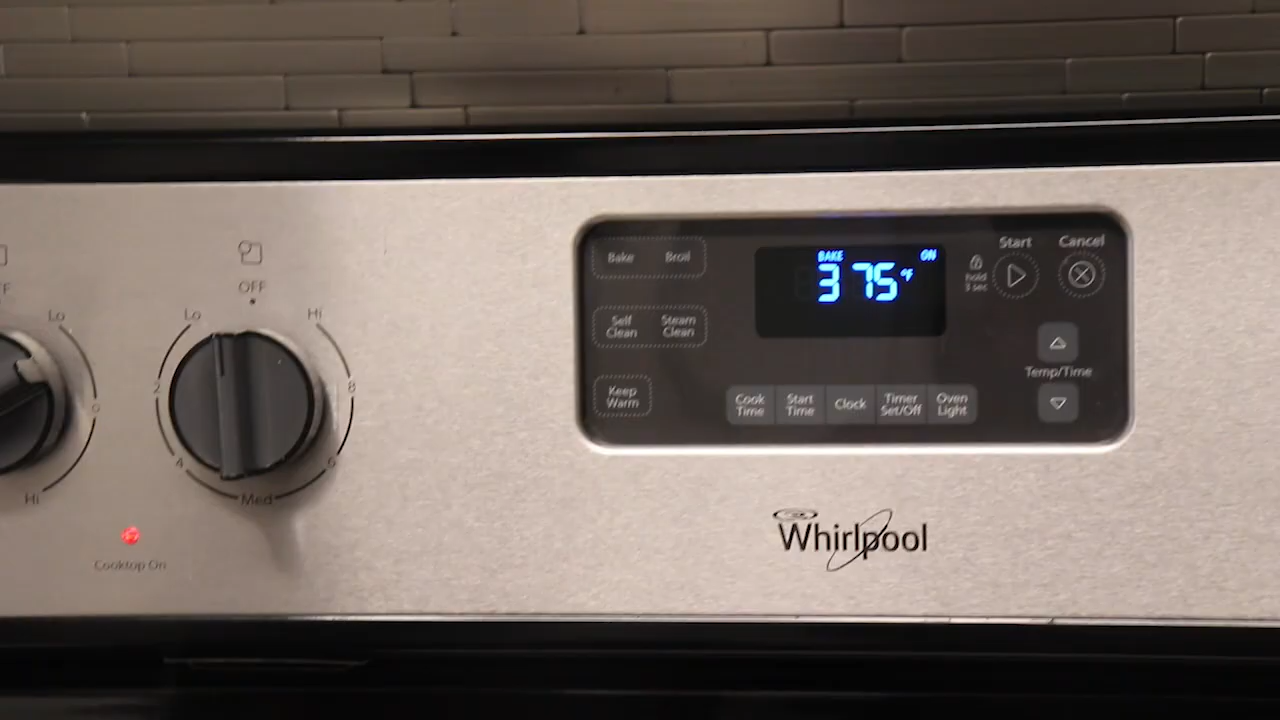 BAKE ON
375°F
Start Cancel
Bake Broil
hold
3 sec
Self Clean
Steam Clean
Temp/Time
Keep Warm
Cook Time
Start Time
Clock
Timer Set/Off
Oven Light
OFF
Lo Hi
2 8
4
Med
Lo
Hi
Cooktop On
Whirlpool